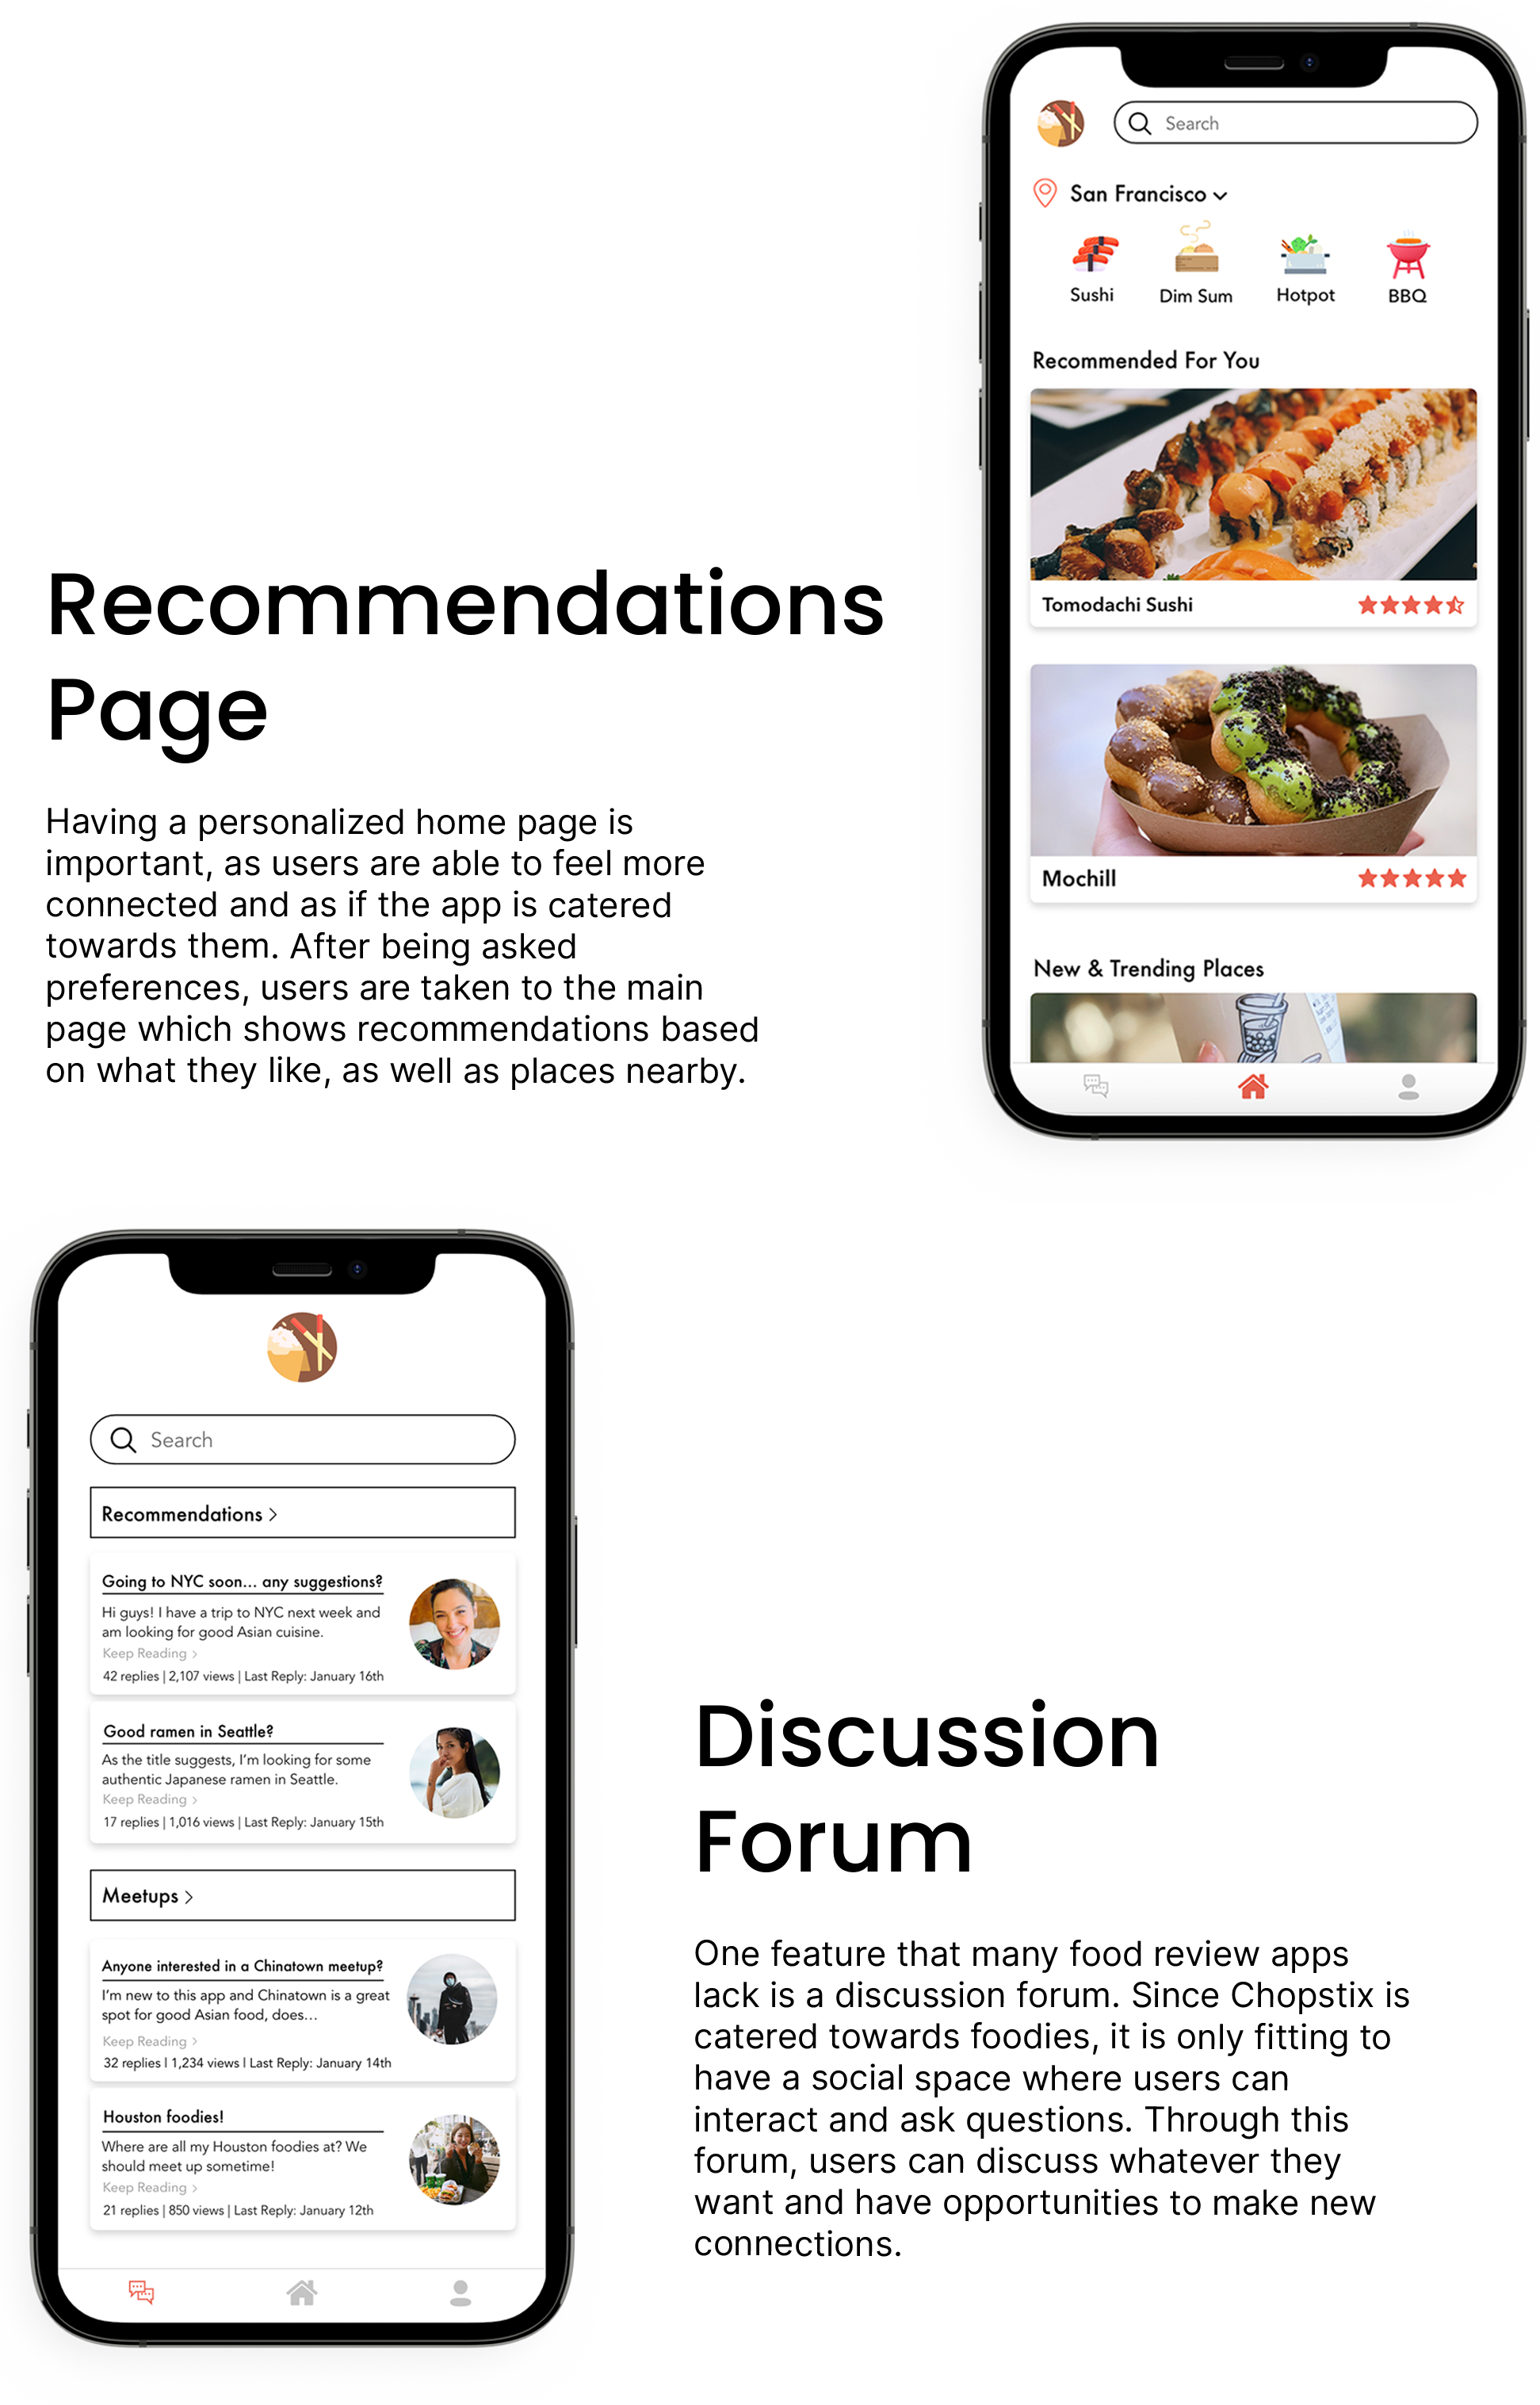 Search
San Francisco
Sushi
Dim Sum
Hotpot
BBQ
Recommended For You
Tomodachi Sushi
Mochill
New & Trending Places
Recommendations
Page
Having a personalized home page is
important, as users are able to feel more
connected and as if the app is catered
towards them. After being asked
preferences, users are taken to the main
page which shows recommendations based
on what they like, as well as places nearby.
Search
Recommendations >
Going to NYC soon... any suggestions?
Hi guys! I have a trip to NYC next week and
am looking for good Asian cuisine.
Keep Reading >
42 replies | 2,107 views | Last Reply: January 16th
Good ramen in Seattle?
As the title suggests, I'm looking for some
authentic Japanese ramen in Seattle.
Keep Reading >
17 replies | 1,016 views | Last Reply: January 15th
Meetups >
Anyone interested in a Chinatown meetup?
I'm new to this app and Chinatown is a great
spot for good Asian food, does...
Keep Reading >
32 replies | 1,234 views | Last Reply: January 14th
Houston foodies!
Where are all my Houston foodies at? We
should meet up sometime!
Keep Reading >
21 replies | 850 views | Last Reply: January 12th
Discussion
Forum
One feature that many food review apps
lack is a discussion forum. Since Chopstix is
catered towards foodies, it is only fitting to
have a social space where users can
interact and ask questions. Through this
forum, users can discuss whatever they
want and have opportunities to make new
connections.